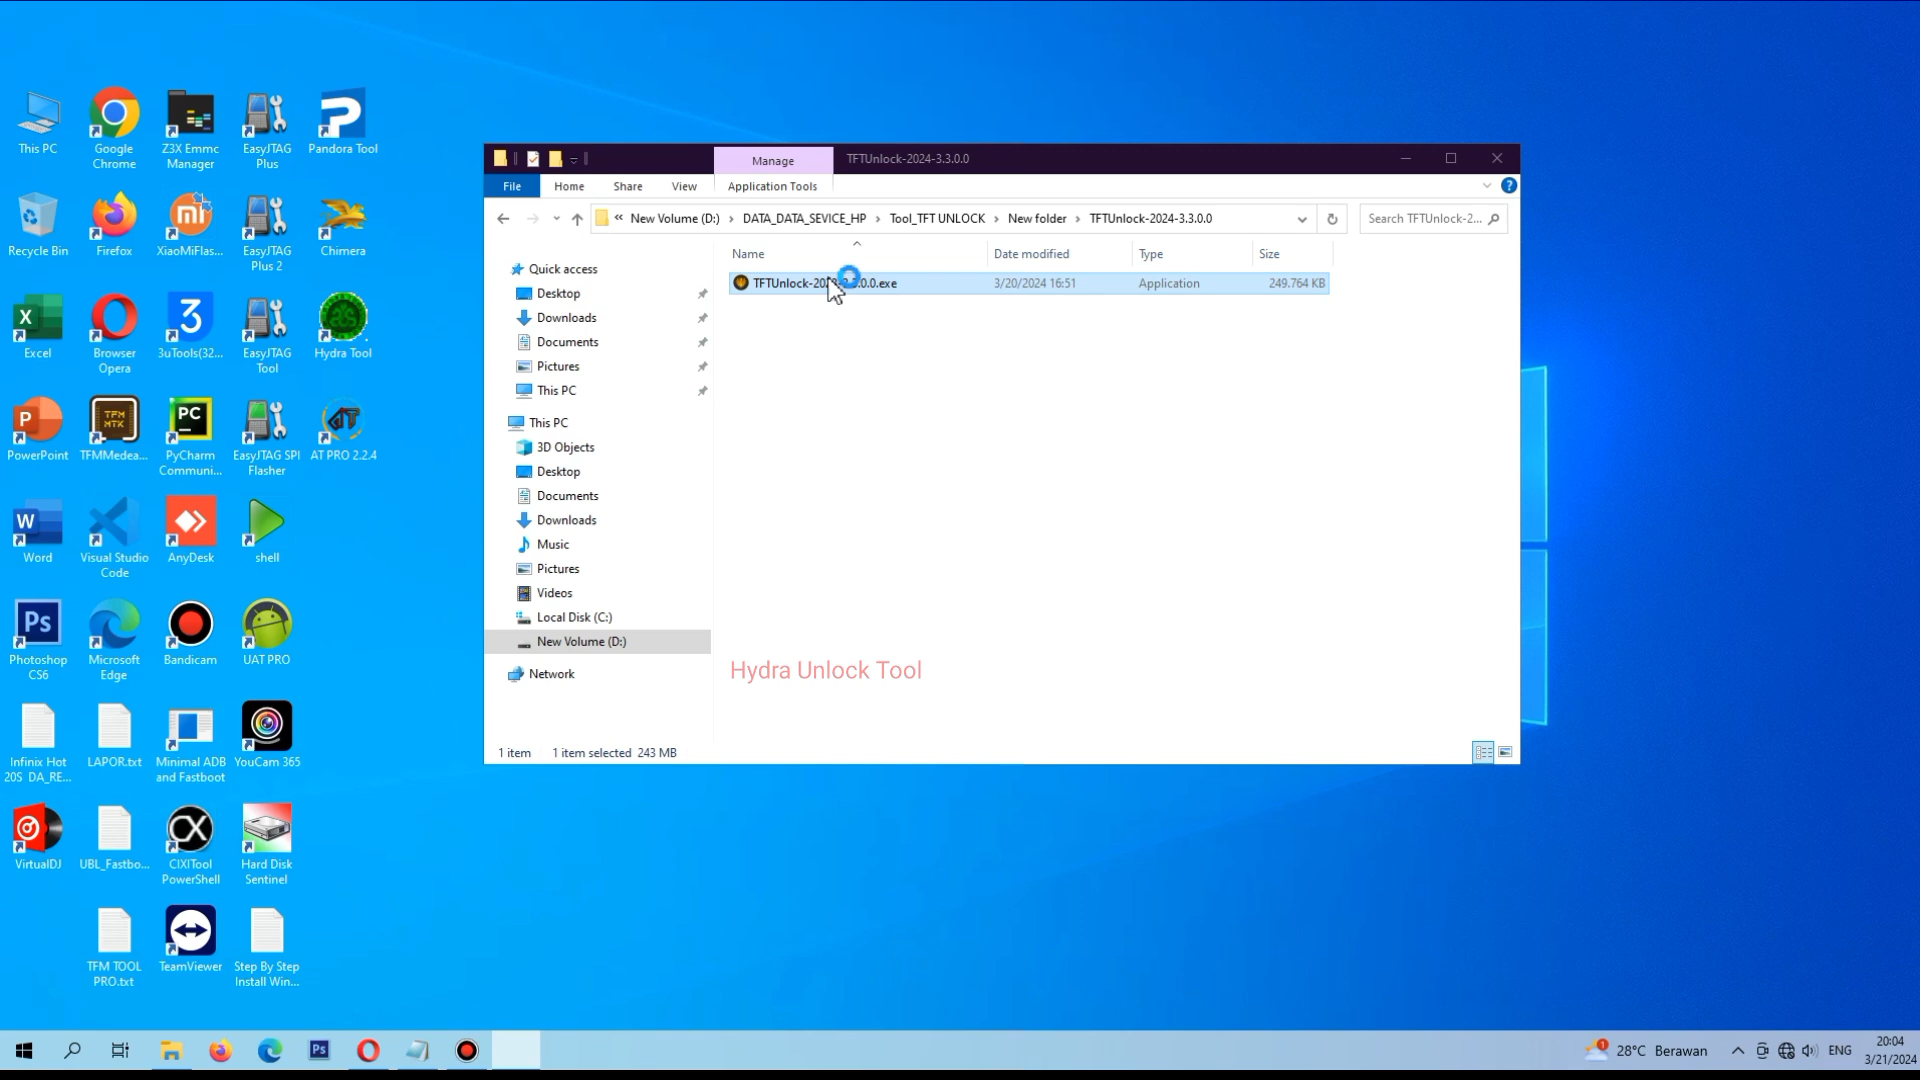 This PC
Google
Chrome
Z3X Emmc
Manager
EasyJTAG
Plus
Pandora Tool
Recycle Bin
Firefox
XiaoMiFlas...
EasyJTAG
Plus 2
Chimera
Excel
Browser
Opera
3uTools(32...
EasyJTAG
Tool
Hydra Tool
PowerPoint
TFMMedea...
PyCharm
Communi...
EasyJTAG SPI
Flasher
AT PRO 2.2.4
Word
Visual Studio
Code
AnyDesk
shell
Photoshop
CS6
Microsoft
Edge
Bandicam
UAT PRO
Infinix Hot
20S DA_RE...
LAPOR.txt
Minimal ADB
and Fastboot
YouCam 365
VirtualDJ
UBL_Fastbo...
CIXITool
PowerShell
Hard Disk
Sentinel
TFM TOOL
PRO.txt
TeamViewer
Step By Step
Install Win...
Manage
TFTUnlock-2024-3.3.0.0
File Home Share View Application Tools
« New Volume (D:) › DATA_DATA_SEVICE_HP › Tool_TFT UNLOCK › New folder › TFTUnlock-2024-3.3.0.0
Search TFTUnlock-2...
Name Date modified Type Size
3/20/2024 16:51 Application 249.764 KB
Quick access
Desktop
Downloads
Documents
Pictures
This PC
This PC
3D Objects
Desktop
Documents
Downloads
Music
Pictures
Videos
Local Disk (C:)
New Volume (D:)
Network
Hydra Unlock Tool
1 item 1 item selected 243 MB
28°C Berawan
ENG
20:04
3/21/2024